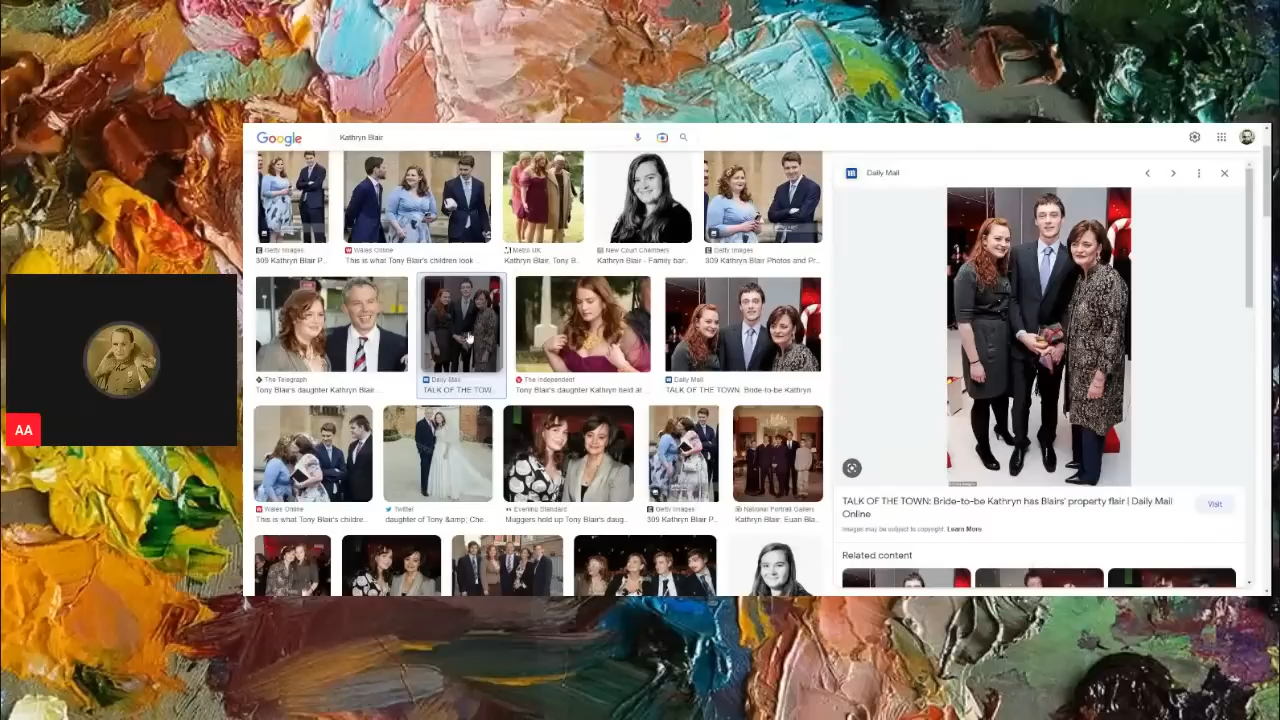 Google
Kathryn Blair
Getty Images
309 Kathryn Blair P...
Wales Online
This is what Tony Blair's children look ...
Metro UK
Kathryn Blair, Tony B...
New Court Chambers
Kathryn Blair - Family bar...
Getty Images
309 Kathryn Blair Photos and Pr...
The Telegraph
Tony Blair's daughter Kathryn Blair...
Daily Mail
TALK OF THE TOW...
The Independent
Tony Blair's daughter Kathryn held at ...
Daily Mail
TALK OF THE TOWN: Bride-to-be Kathryn
Wales Online
This is what Tony Blair's childre...
Twitter
daughter of Tony &amp; Che...
Evening Standard
Muggers held up Tony Blair's daug...
Getty Images
309 Kathryn Blair P...
National Portrait Gallery
Kathryn Blair; Euan Bla...
Daily Mail
TALK OF THE TOWN: Bride-to-be Kathryn has Blairs' property flair | Daily Mail
Online
Visit
Images may be subject to copyright. Learn More
Related content
AA